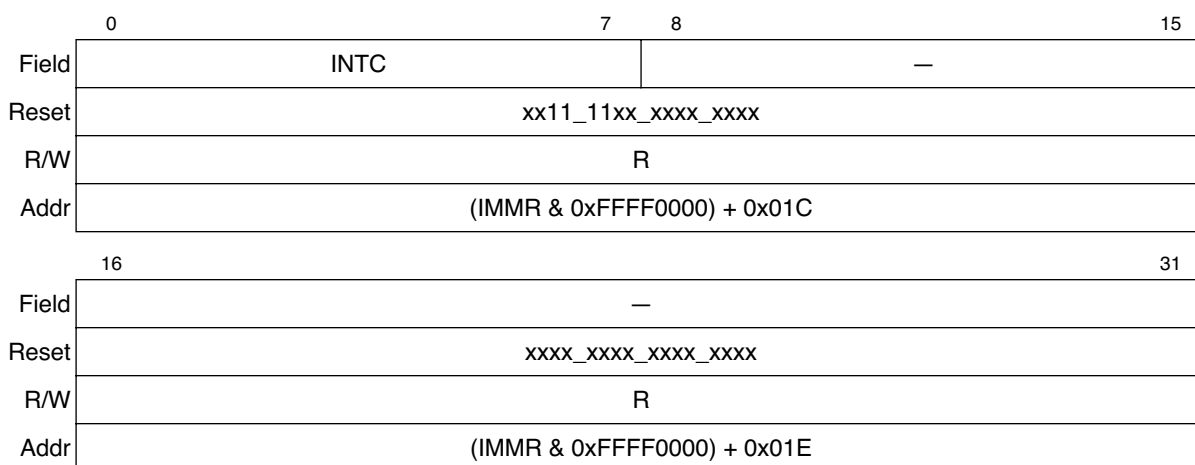 0 7 8 15
Field INTC —
Reset xx11_11xx_xxxx_xxxx
R/W R
Addr (IMMR & 0xFFFF0000) + 0x01C
16 31
Field —
Reset xxxx_xxxx_xxxx_xxxx
R/W R
Addr (IMMR & 0xFFFF0000) + 0x01E